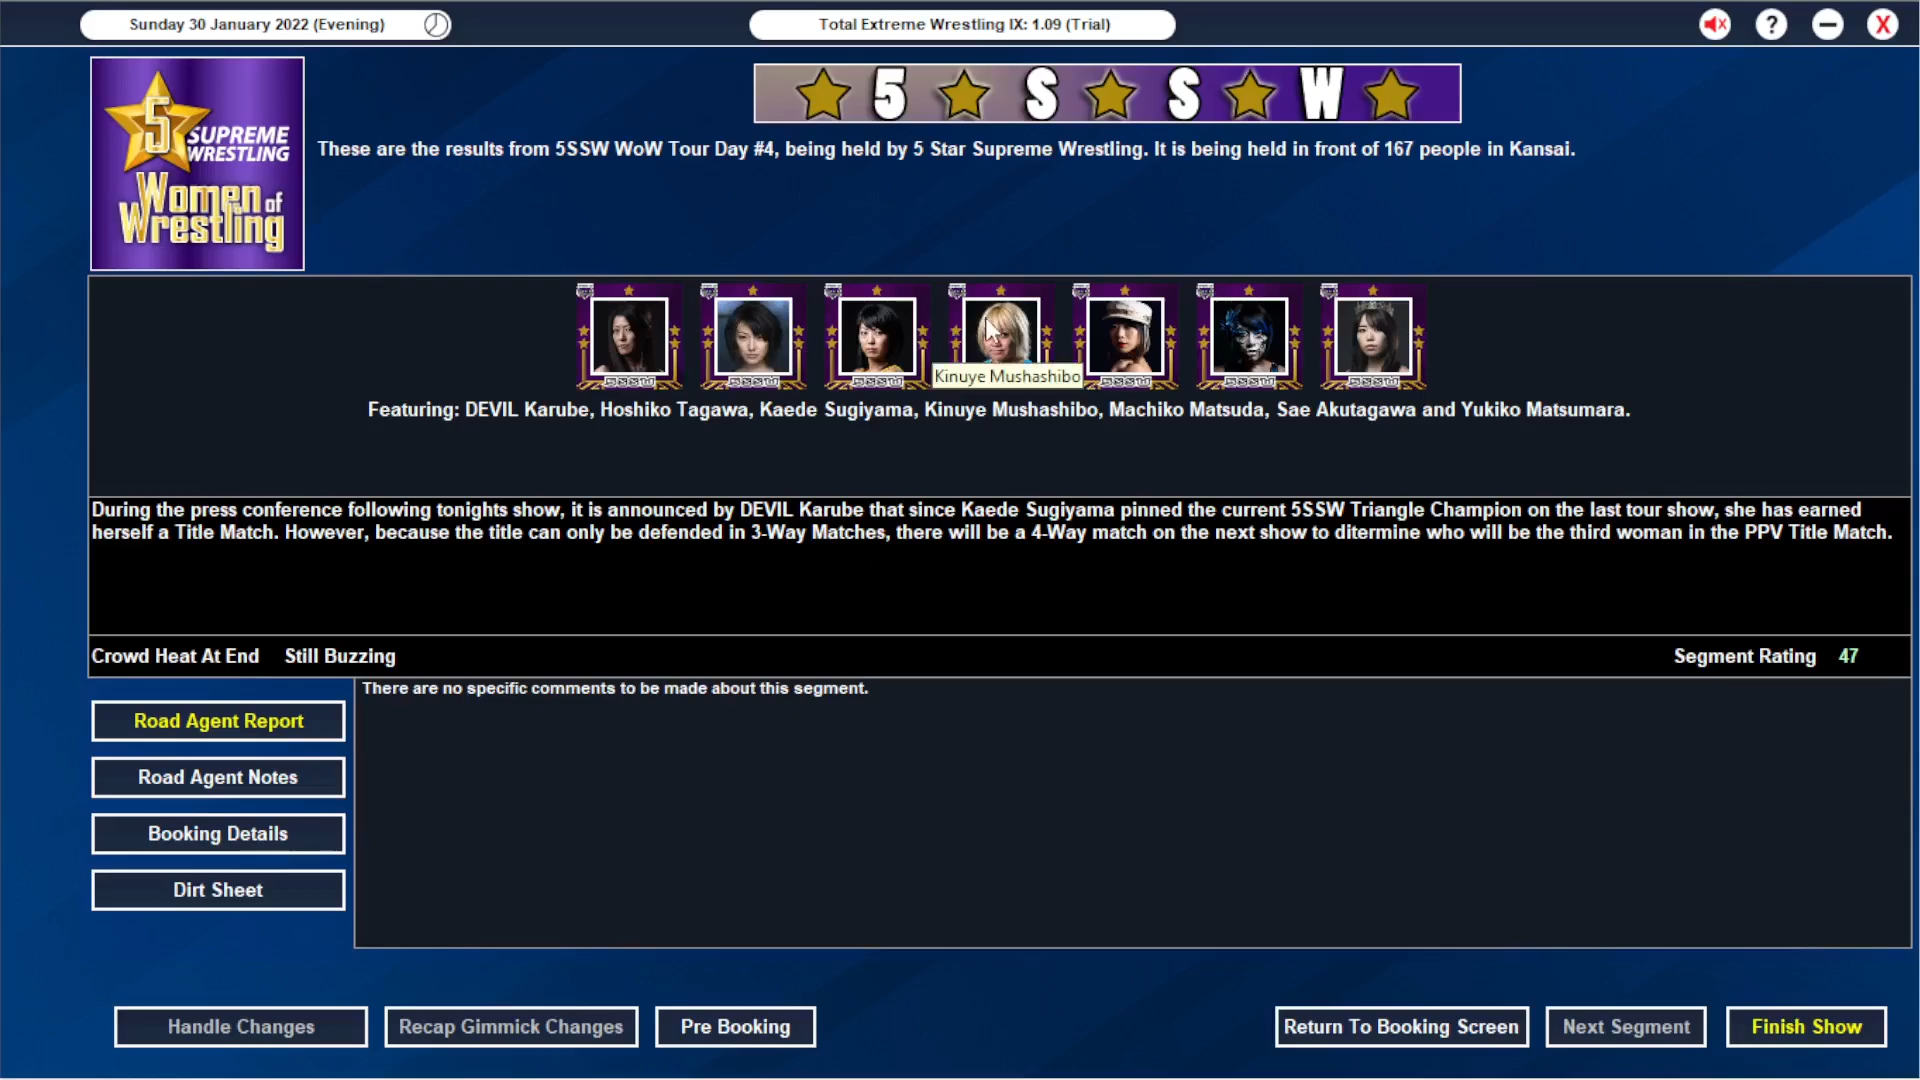 Sunday 30 January 2022 (Evening)
Total Extreme Wrestling IX: 1.09 (Trial)
?
X
5
SUPREME
WRESTLING
Women of
Wrestling
5 S S W
These are the results from 5SSW WoW Tour Day #4, being held by 5 Star Supreme Wrestling. It is being held in front of 167 people in Kansai.
Kinuye Mushashibo
Featuring: DEVIL Karube, Hoshiko Tagawa, Kaede Sugiyama, Kinuye Mushashibo, Machiko Matsuda, Sae Akutagawa and Yukiko Matsumara.
During the press conference following tonights show, it is announced by DEVIL Karube that since Kaede Sugiyama pinned the current 5SSW Triangle Champion on the last tour show, she has earned
herself a Title Match. However, because the title can only be defended in 3-Way Matches, there will be a 4-Way match on the next show to ditermine who will be the third woman in the PPV Title Match.
Crowd Heat At End Still Buzzing Segment Rating 47
There are no specific comments to be made about this segment.
Road Agent Report
Road Agent Notes
Booking Details
Dirt Sheet
Handle Changes
Recap Gimmick Changes
Pre Booking
Return To Booking Screen
Next Segment
Finish Show